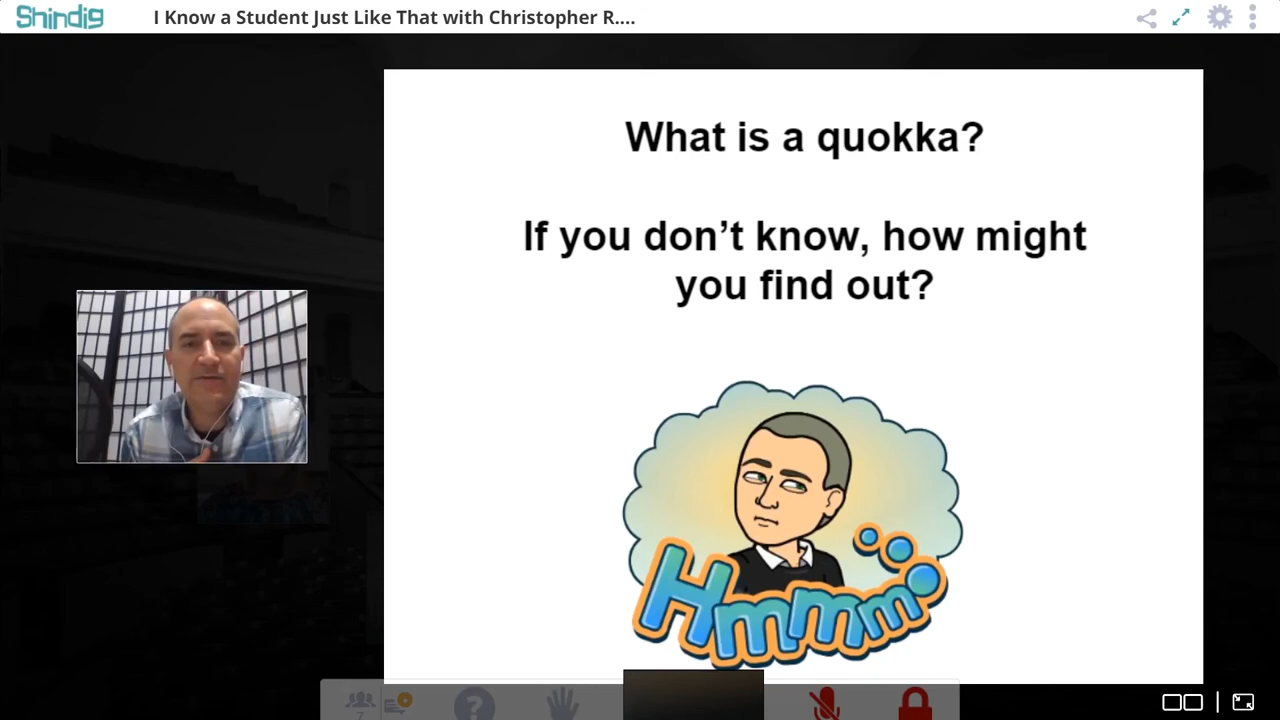 Shindig
I Know a Student Just Like That with Christopher R....
What is a quokka?
If you don’t know, how might
you find out?
Hmmm
7
?